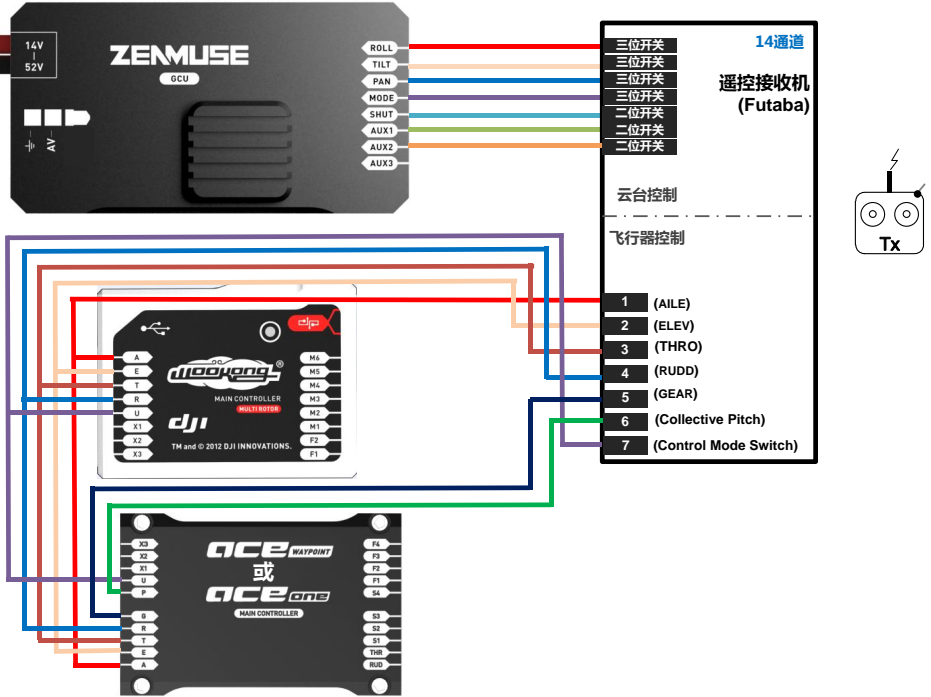 14V
52V
AV
ZENMUSE
GCU
ROLL
TILT
PAN
MODE
SHUT
AUX1
AUX2
AUX3
三位开关
三位开关
三位开关
三位开关
二位开关
二位开关
二位开关
14通道
遥控接收机
(Futaba)
云台控制
飞行器控制
Tx
1 (AILE)
2 (ELEV)
3 (THRO)
4 (RUDD)
5 (GEAR)
6 (Collective Pitch)
7 (Control Mode Switch)
A
E
T
R
U
X1
X2
X3
WooKong
®
MAIN CONTROLLER
MULTI ROTOR
dji
TM and © 2012 DJI INNOVATIONS.
M6
M5
M4
M3
M2
M1
F2
F1
X3
X2
X1
U
P
G
R
T
E
A
ace WAYPOINT
或
ace one
MAIN CONTROLLER
F4
F3
F2
F1
S4
S3
S2
S1
THR
RUD